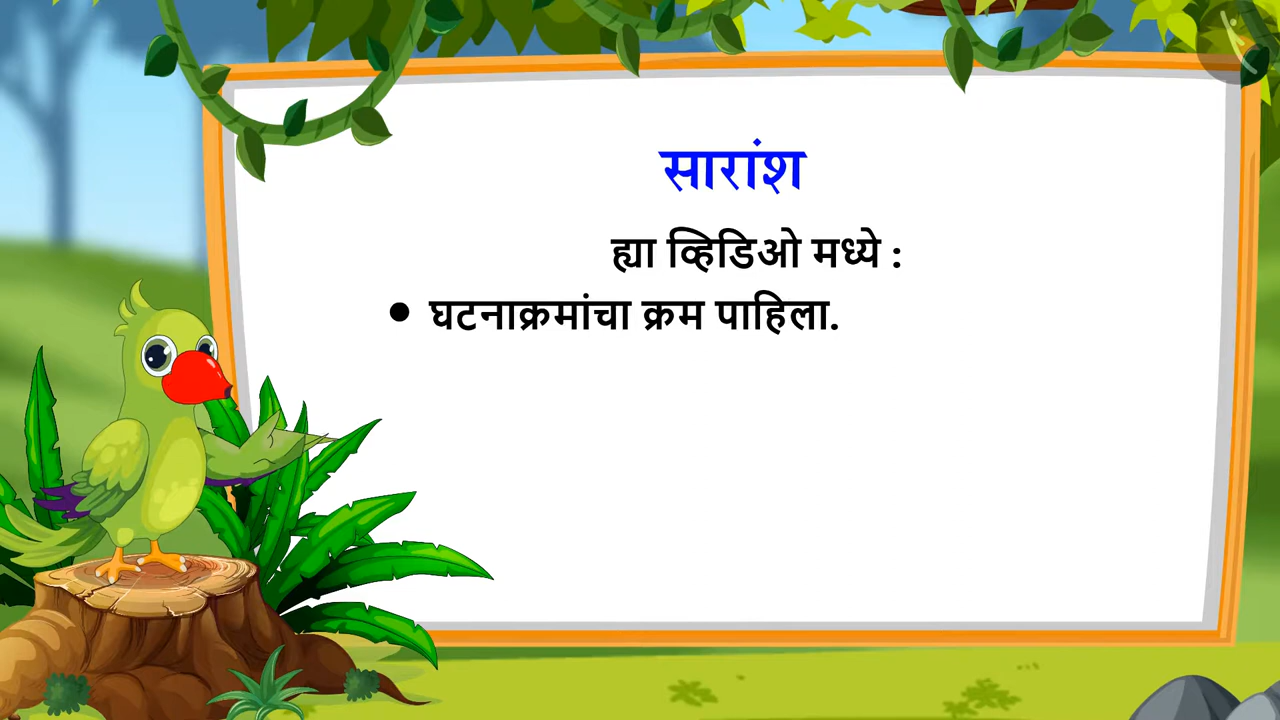 सारांश
ह्या व्हिडिओ मध्ये :
• घटनाक्रमांचा क्रम पाहिला.